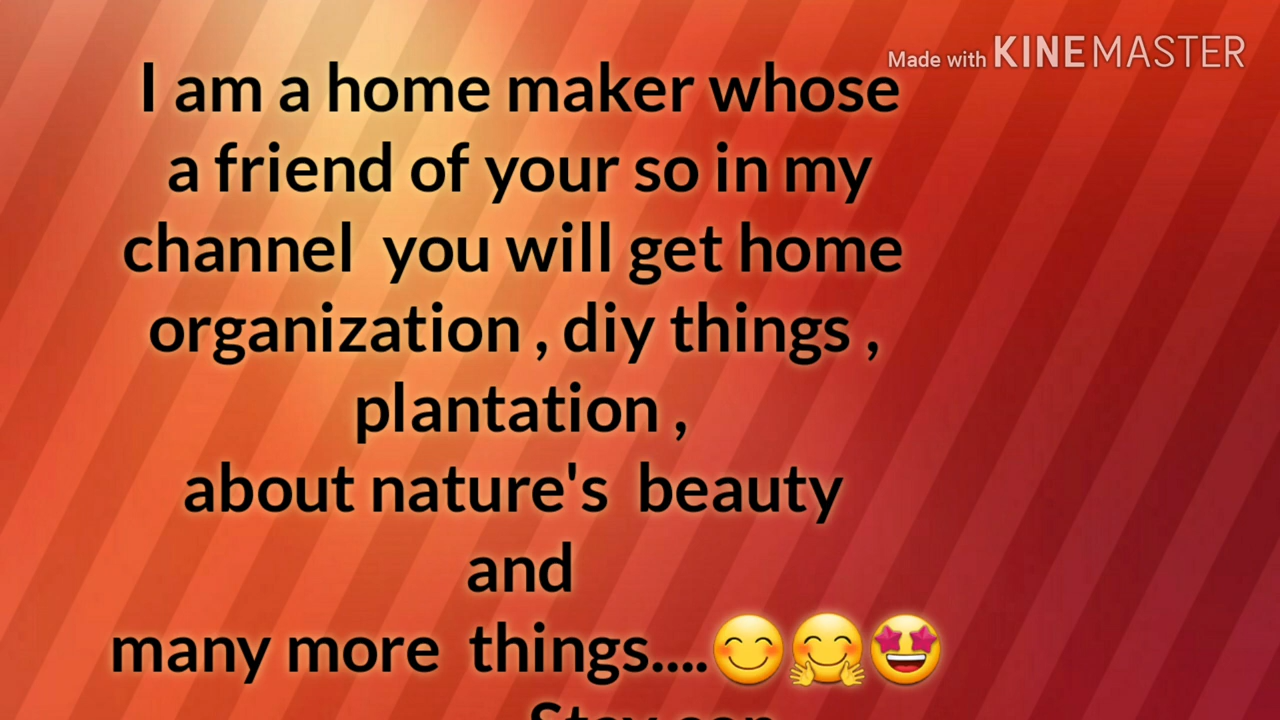 Made with KINEMASTER
I am a home maker whose
a friend of your so in my
channel you will get home
organization , diy things ,
plantation ,
about nature's beauty
and
many more things....😊🤗🤩